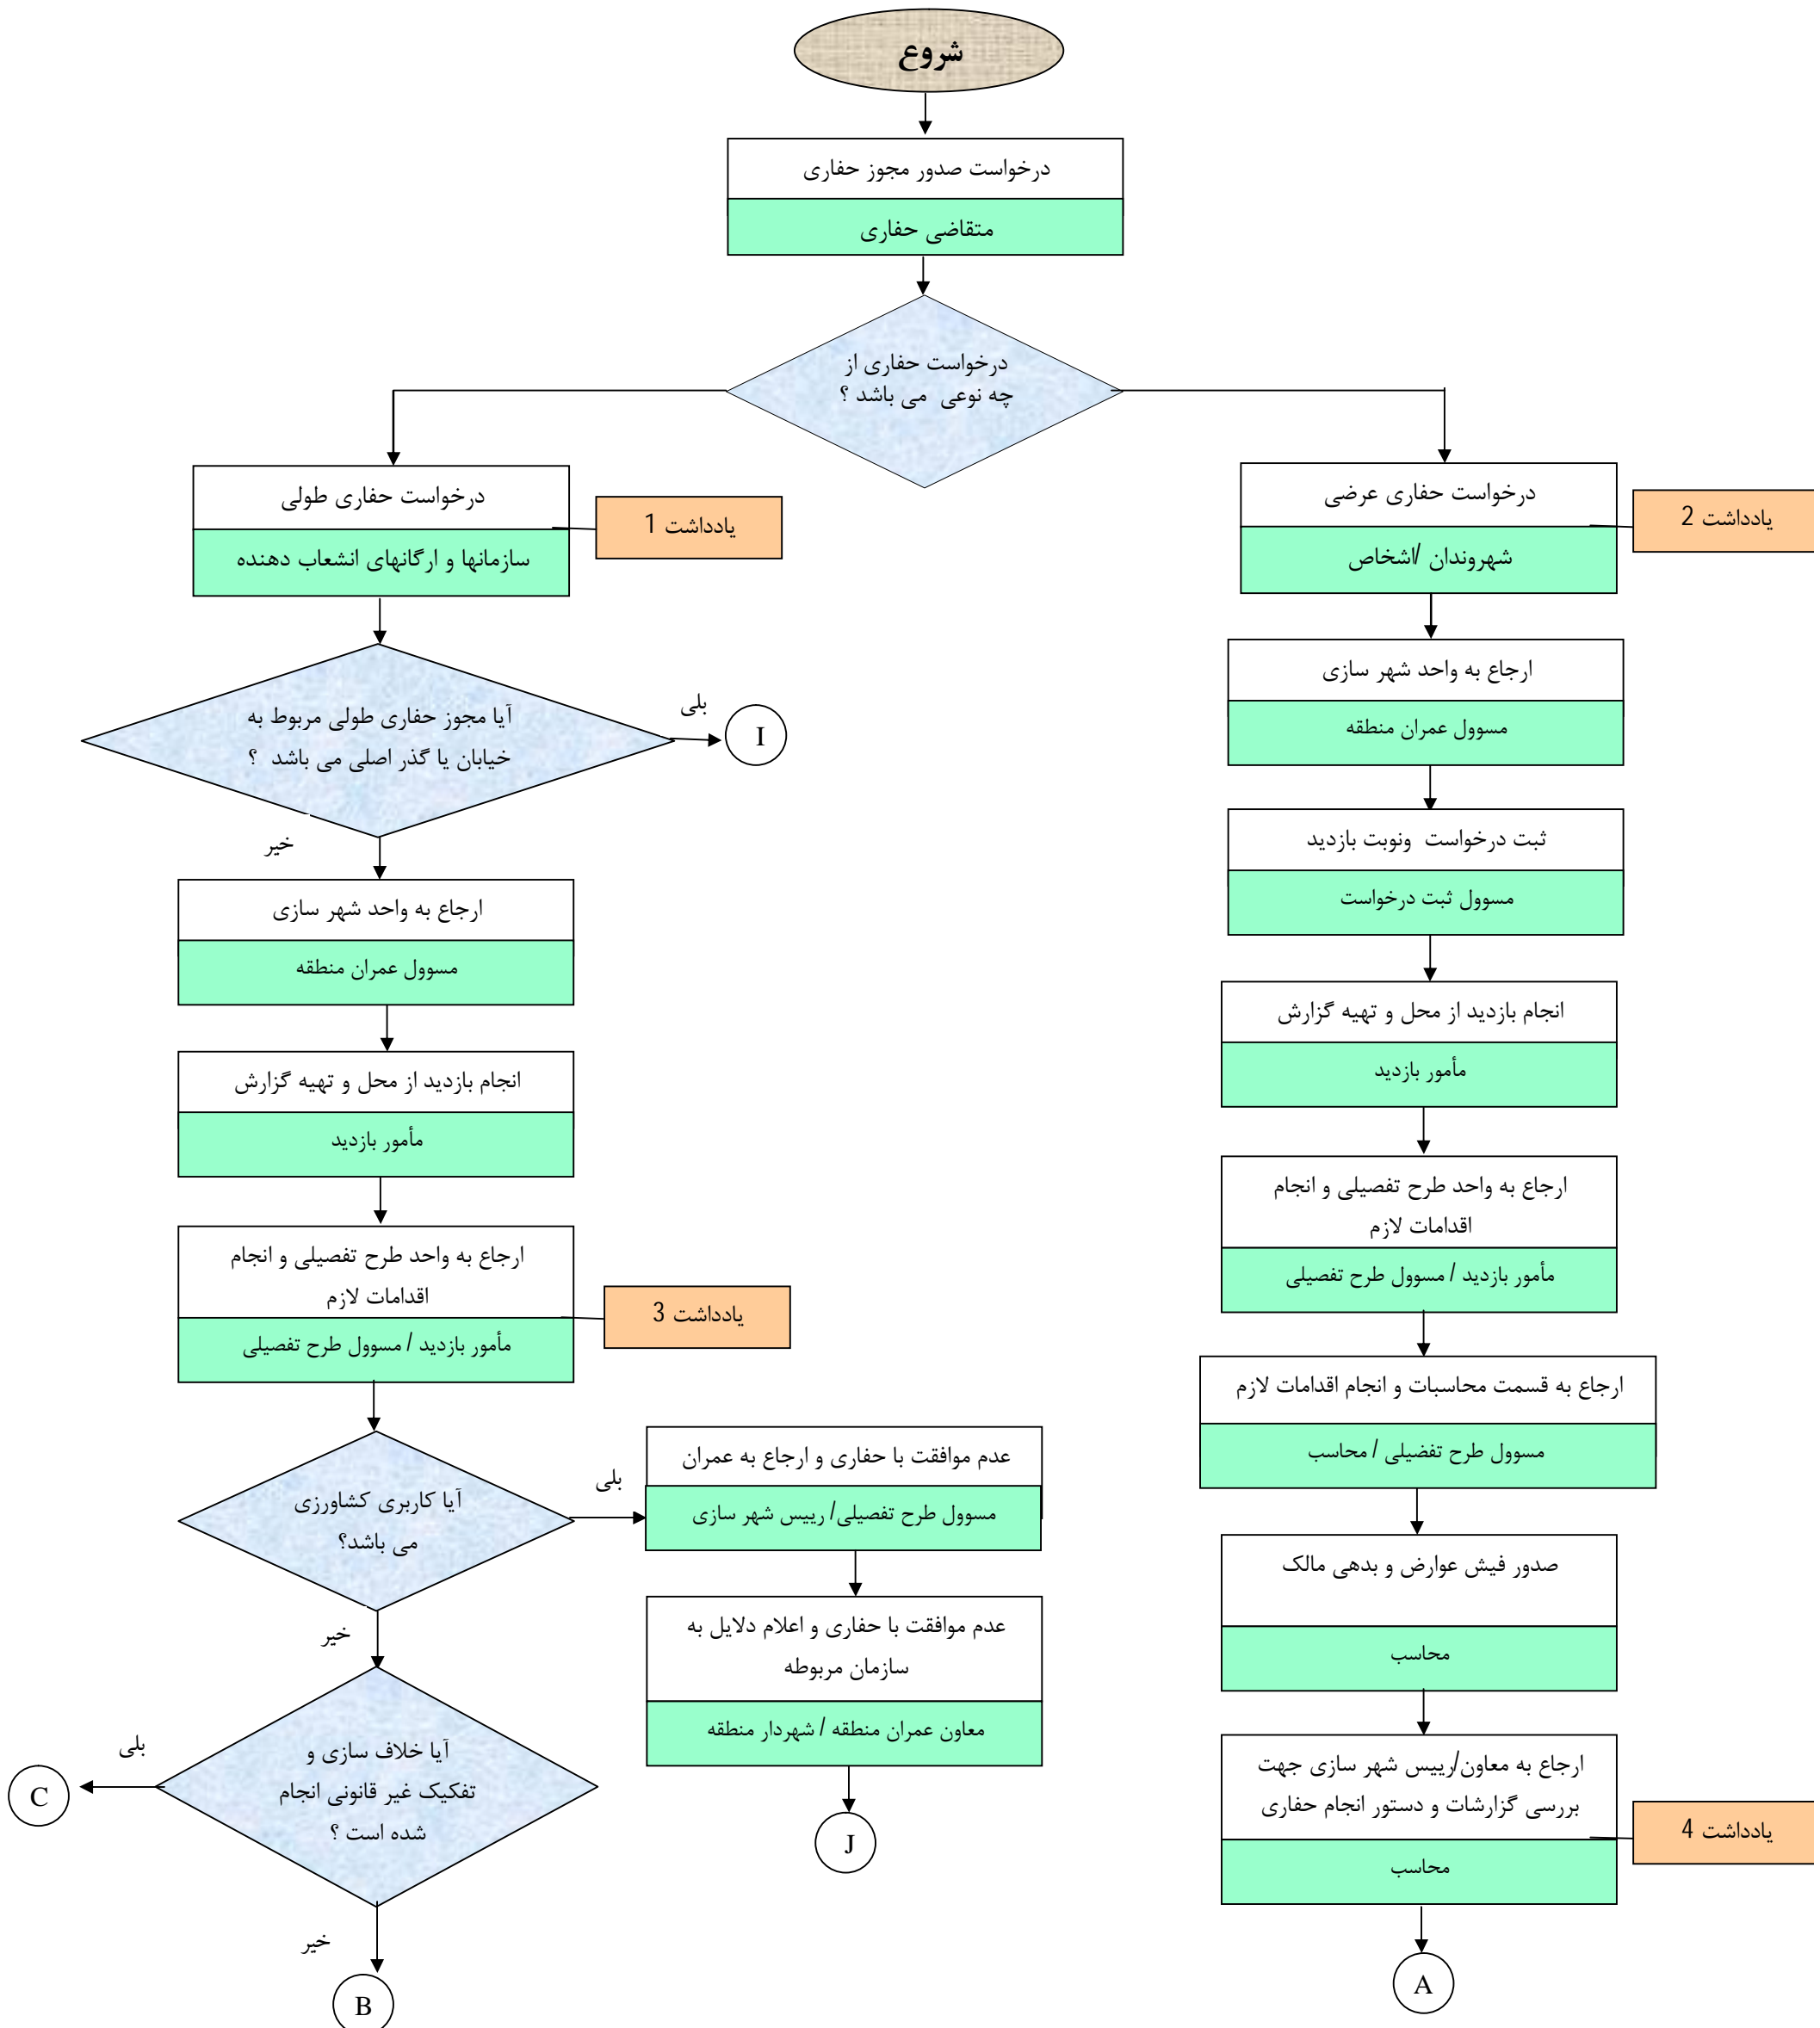 شروع
درخواست صدور مجوز حفاری
متقاضی حفاری
درخواست حفاری از
چه نوعی می باشد ؟
درخواست حفاری عرضی
شهروندان /اشخاص
یادداشت 2
ارجاع به واحد شهر سازی
مسوول عمران منطقه
ثبت درخواست ونوبت بازدید
مسوول ثبت درخواست
انجام بازدید از محل و تهیه گزارش
مأمور بازدید
ارجاع به واحد طرح تفصیلی و انجام
اقدامات لازم
مأمور بازدید / مسوول طرح تفصیلی
ارجاع به قسمت محاسبات و انجام اقدامات لازم
مسوول طرح تفضیلی / محاسب
صدور فیش عوارض و بدهی مالک
محاسب
ارجاع به معاون/رییس شهر سازی جهت
بررسی گزارشات و دستور انجام حفاری
محاسب
یادداشت 4
A
درخواست حفاری طولی
سازمانها و ارگانهای انشعاب دهنده
یادداشت 1
آیا مجوز حفاری طولی مربوط به
خیابان یا گذر اصلی می باشد ؟
بلی
I
خیر
ارجاع به واحد شهر سازی
مسوول عمران منطقه
انجام بازدید از محل و تهیه گزارش
مأمور بازدید
ارجاع به واحد طرح تفصیلی و انجام
اقدامات لازم
مأمور بازدید / مسوول طرح تفصیلی
یادداشت 3
آیا کاربری کشاورزی
می باشد؟
بلی
عدم موافقت با حفاری و ارجاع به عمران
مسوول طرح تفصیلی/ رییس شهر سازی
عدم موافقت با حفاری و اعلام دلایل به
سازمان مربوطه
معاون عمران منطقه / شهردار منطقه
J
خیر
آیا خلاف سازی و
تفکیک غیر قانونی انجام
شده است ؟
بلی
C
خیر
B